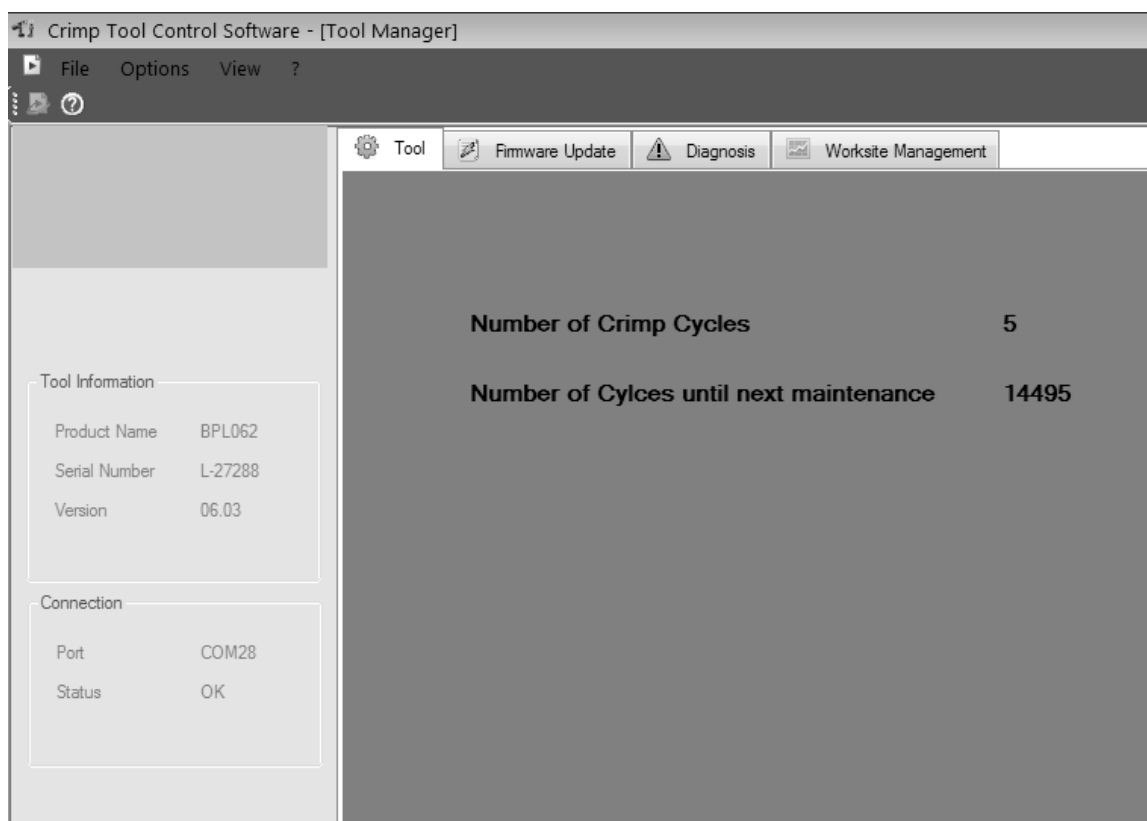 Crimp Tool Control Software - [Tool Manager]
File Options View ?
Tool Firmware Update Diagnosis Worksite Management
Number of Crimp Cycles 5
Number of Cylces until next maintenance 14495
Tool Information
Product Name BPL062
Serial Number L-27288
Version 06.03
Connection
Port COM28
Status OK